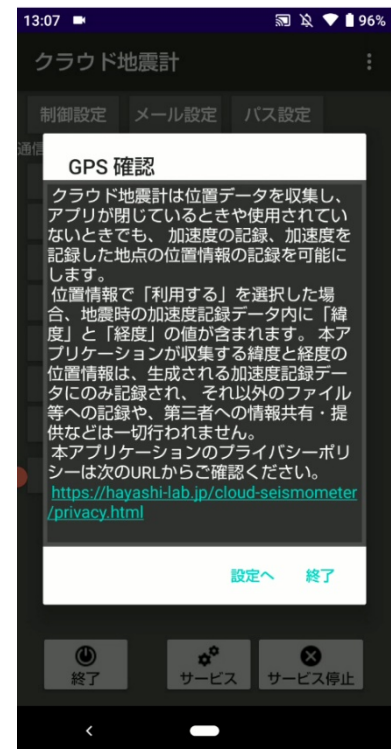 13:07
96%
クラウド地震計
制御設定
メール設定
パス設定
通信
GPS 確認
クラウド地震計は位置データを収集し、
アプリが閉じているときや使用されてい
ないときでも、 加速度の記録、加速度を
記録した地点の位置情報の記録を可能に
します。
位置情報で「利用する」を選択した場
合、地震時の加速度記録データ内に「緯
度」と「経度」の値が含まれます。 本ア
プリケーションが収集する緯度と経度の
位置情報は、生成される加速度記録デー
タにのみ記録され、 それ以外のファイル
等への記録や、第三者への情報共有・提
供などは一切行われません。
本アプリケーションのプライバシーポリ
シーは次のURLからご確認ください。
https://hayashi-lab.jp/cloud-seismometer
/privacy.html
設定へ
終了
終了
サービス
サービス停止